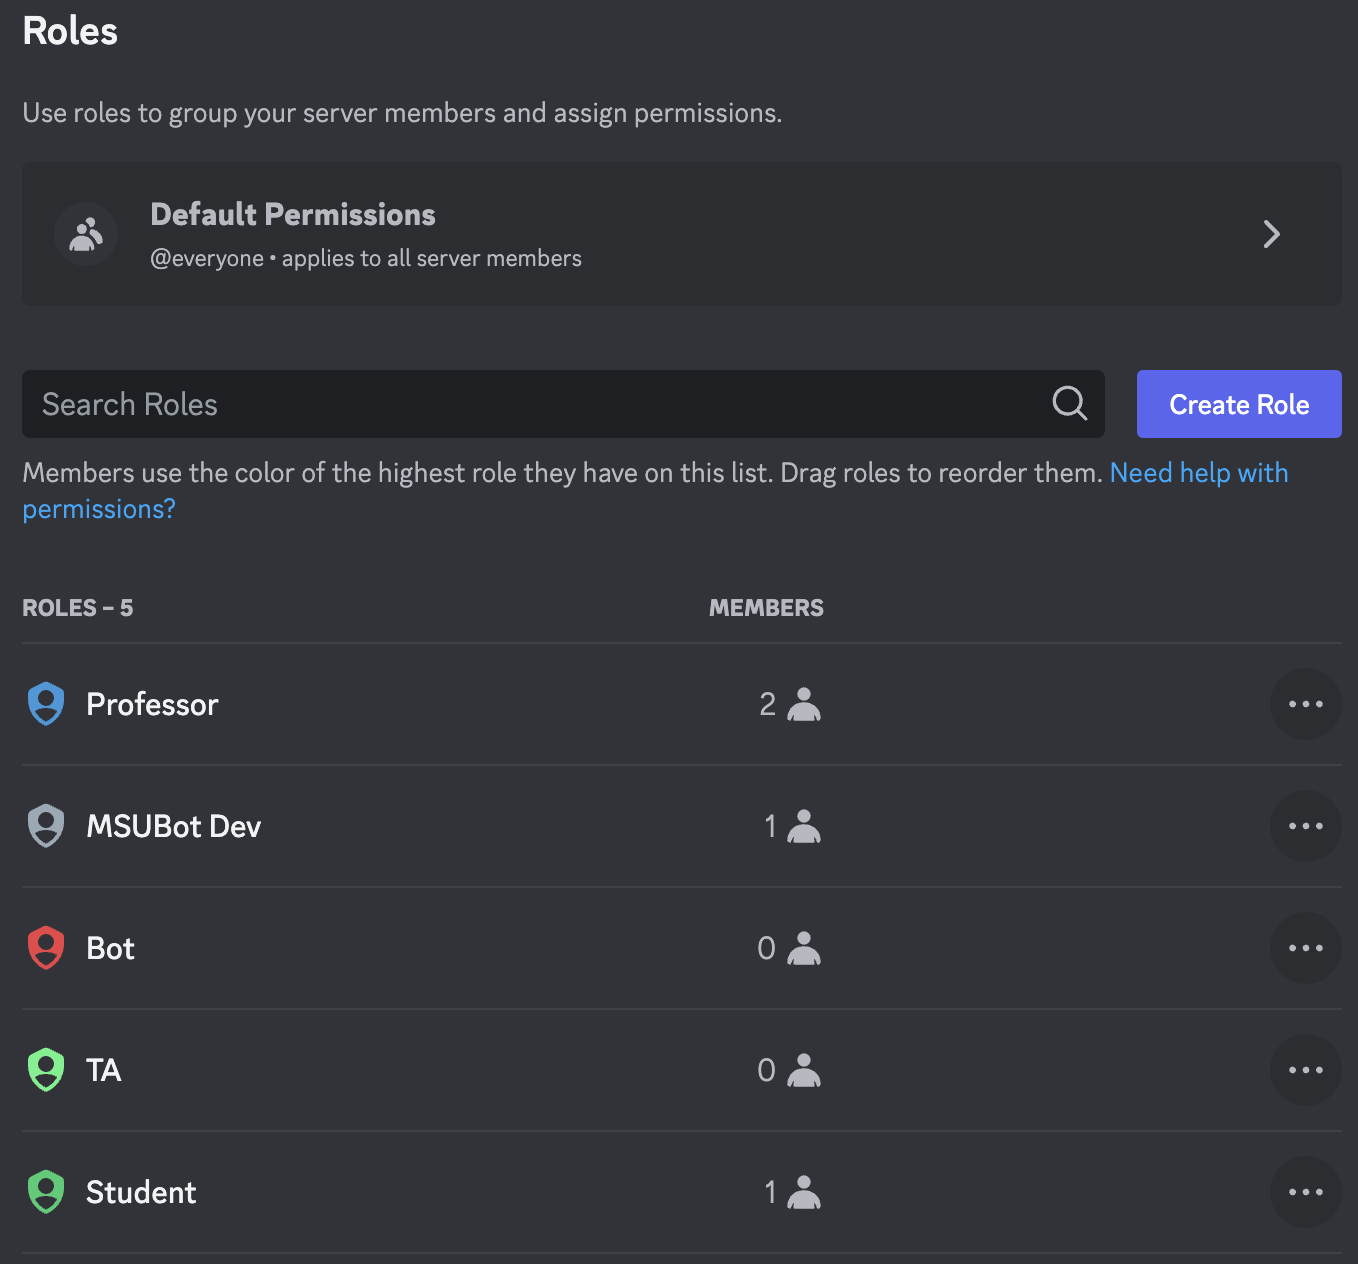 Roles
Use roles to group your server members and assign permissions.
Default Permissions
@everyone • applies to all server members
Search Roles
Create Role
Members use the color of the highest role they have on this list. Drag roles to reorder them. Need help with
permissions?
ROLES – 5 MEMBERS
Professor 2
MSUBot Dev 1
Bot 0
TA 0
Student 1